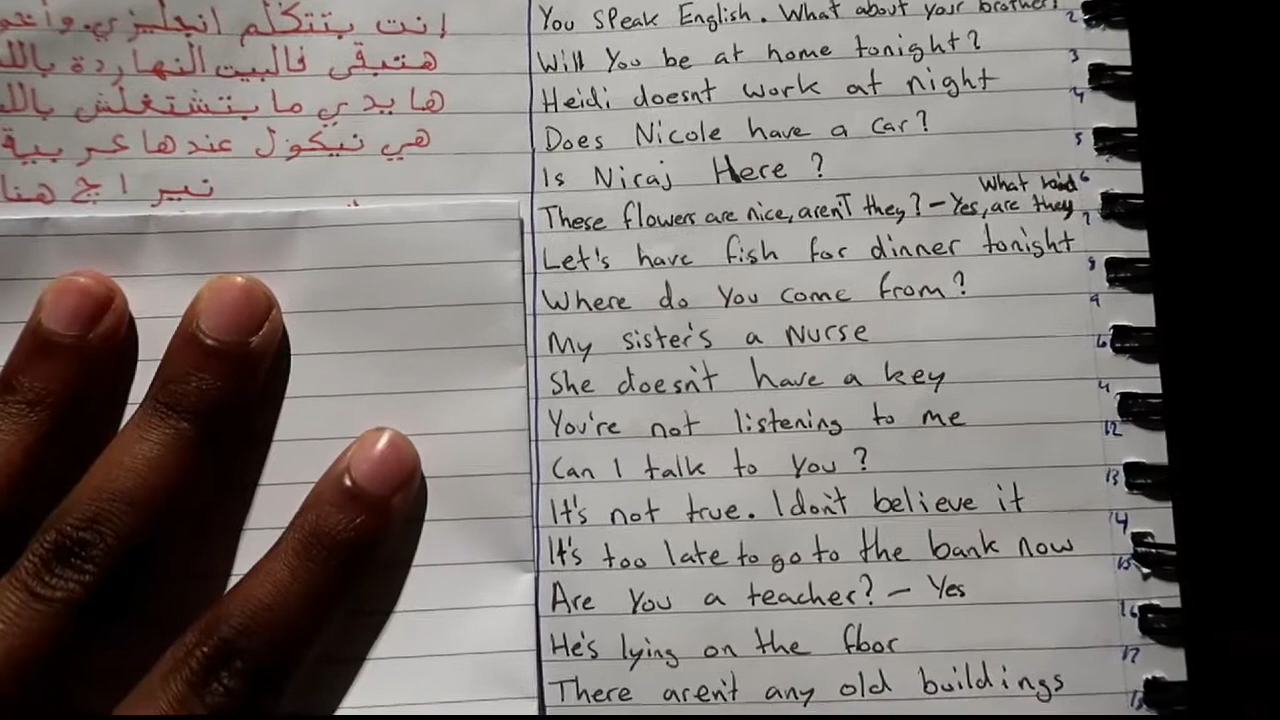 إنت بتتكلم انجليزي
You speak English. What about your brother?
هتبقى فالبيت النهاردة
Will You be at home tonight?
هايدي ما بتشتغلش
Heidi doesnt work at night
هي نيكول عندها عربية
Does Nicole have a car?
نيراج هنا
Is Niraj Here ?
These flowers are nice, aren't they? – Yes, are they
What
Let's have fish for dinner tonight
Where do You come from?
My sister's a Nurse
She doesn't have a key
You're not listening to me
Can I talk to you ?
It's not true. I don't believe it
It's too late to go to the bank now
Are You a teacher? – Yes
He's lying on the floor
There aren't any old buildings